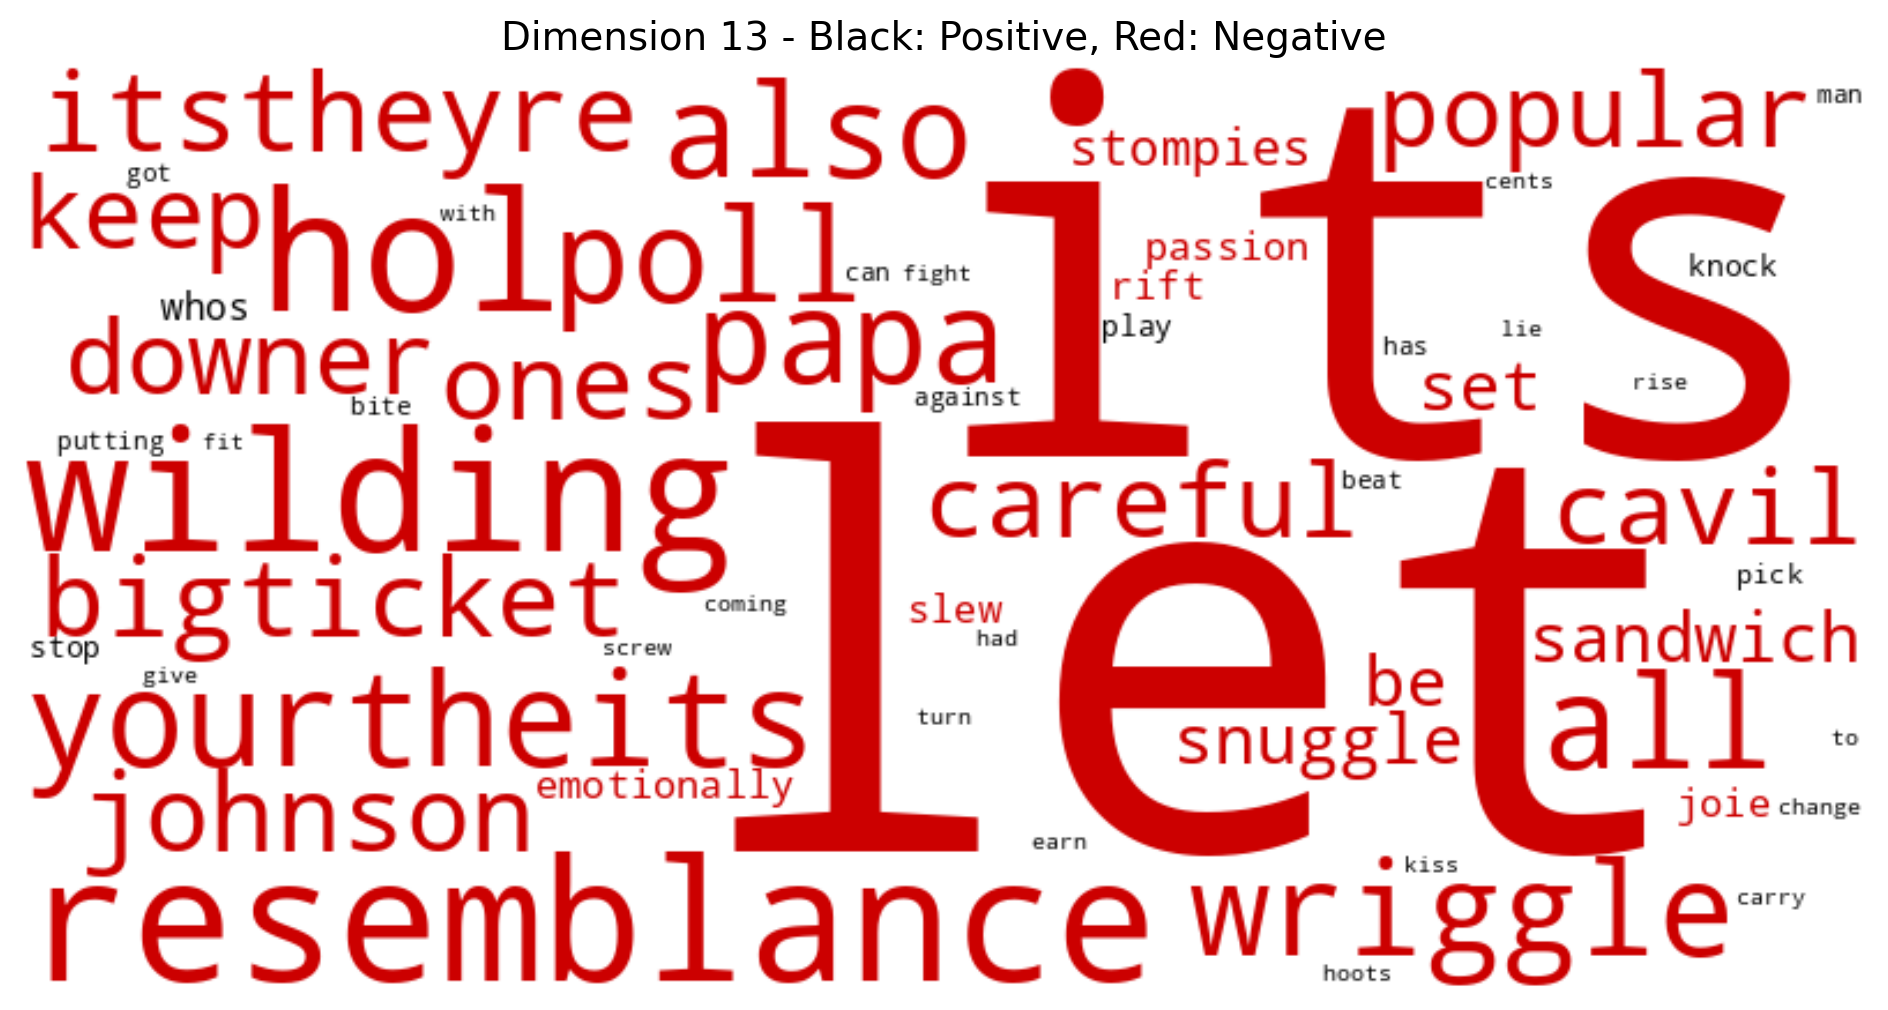 Dimension 13 - Black: Positive, Red: Negative
itstheyre also its popular man
stompies
got keep with cents
holpoll passion
can fight knock
rift
whos
play lie
downer ones papa has
set rise
bite against
putting fit
wilding let careful beat cavil
bigticket pick
coming slew
stop had sandwich
screw
give be
yourtheits turn all
snuggle to
emotionally
johnson joie change
earn
kiss
resemblance wriggle carry
hoots